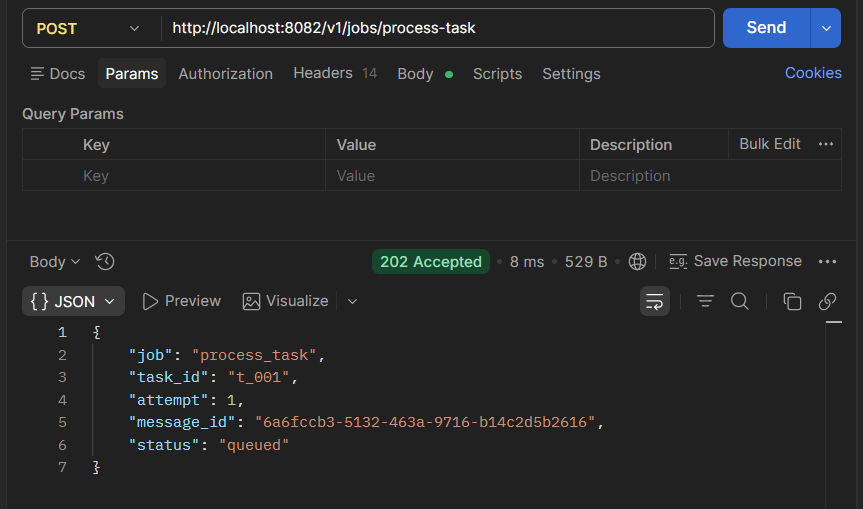 POST http://localhost:8082/v1/jobs/process-task Send
Docs Params Authorization Headers 14 Body Scripts Settings Cookies
Query Params
Key Value Description Bulk Edit ···
Key Value Description
Body 202 Accepted • 8 ms • 529 B • e.g. Save Response ···
{} JSON Preview Visualize
1 {
2 "job": "process_task",
3 "task_id": "t_001",
4 "attempt": 1,
5 "message_id": "6a6fccb3-5132-463a-9716-b14c2d5b2616",
6 "status": "queued"
7 }